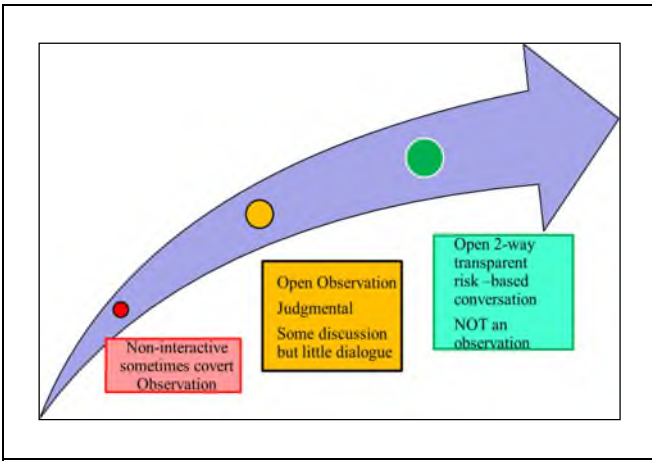 Non-interactive
sometimes covert
Observation
Open Observation
Judgmental
Some discussion
but little dialogue
Open 2-way
transparent
risk –based
conversation
NOT an
observation